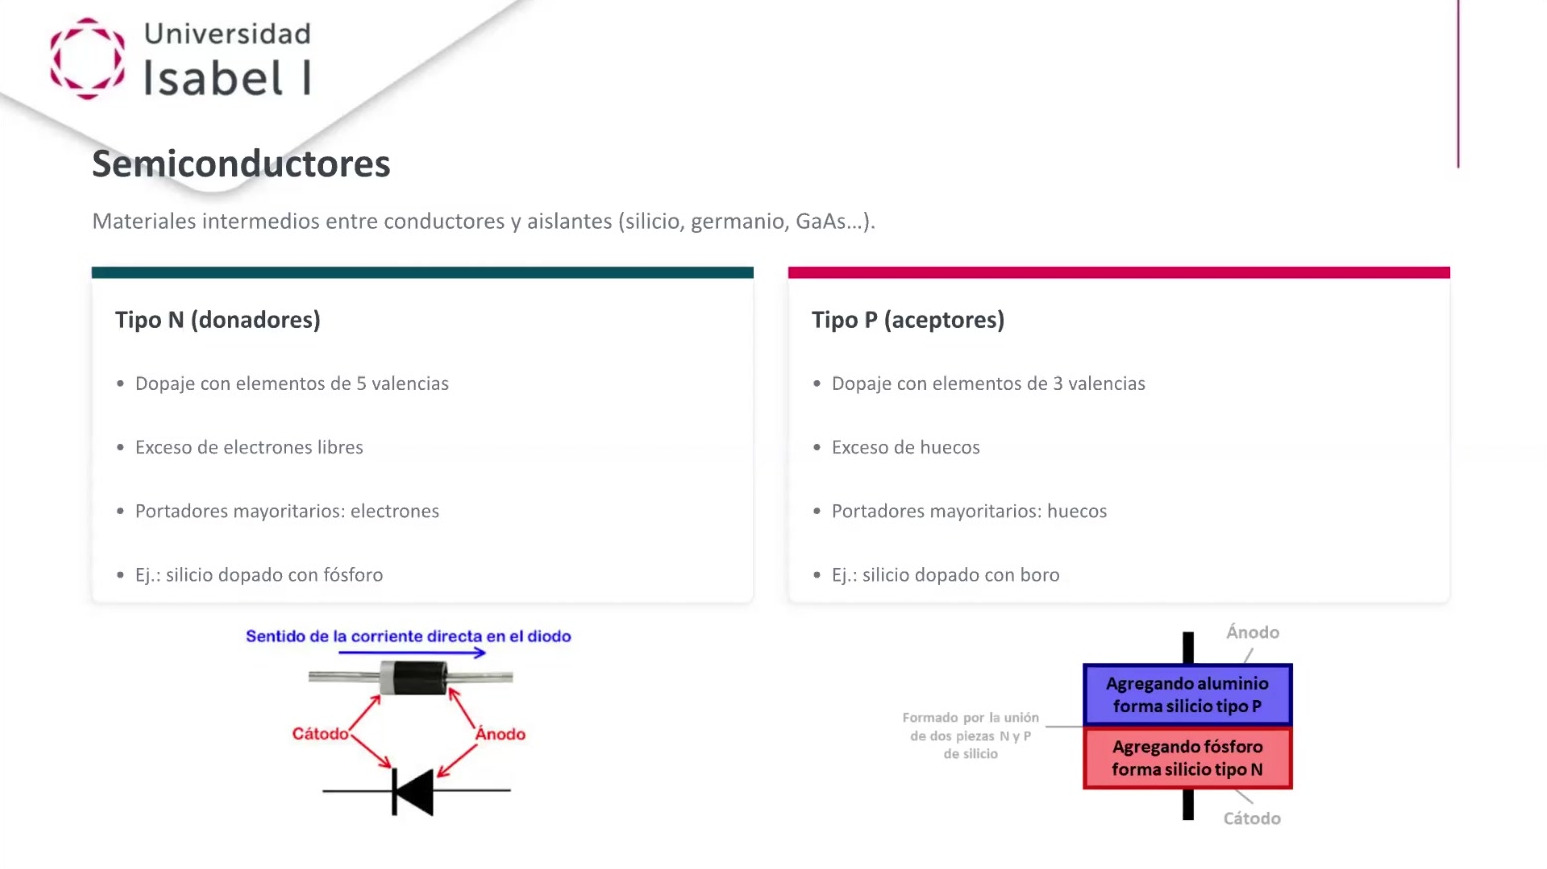 Universidad
Isabel I
Semiconductores
Materiales intermedios entre conductores y aislantes (silicio, germanio, GaAs...).
Tipo N (donadores)
• Dopaje con elementos de 5 valencias
• Exceso de electrones libres
• Portadores mayoritarios: electrones
• Ej.: silicio dopado con fósforo
Tipo P (aceptores)
• Dopaje con elementos de 3 valencias
• Exceso de huecos
• Portadores mayoritarios: huecos
• Ej.: silicio dopado con boro
Sentido de la corriente directa en el diodo
Cátodo
Ánodo
Ánodo
Agregando aluminio
forma silicio tipo P
Formado por la unión
de dos piezas N y P
de silicio
Agregando fósforo
forma silicio tipo N
Cátodo